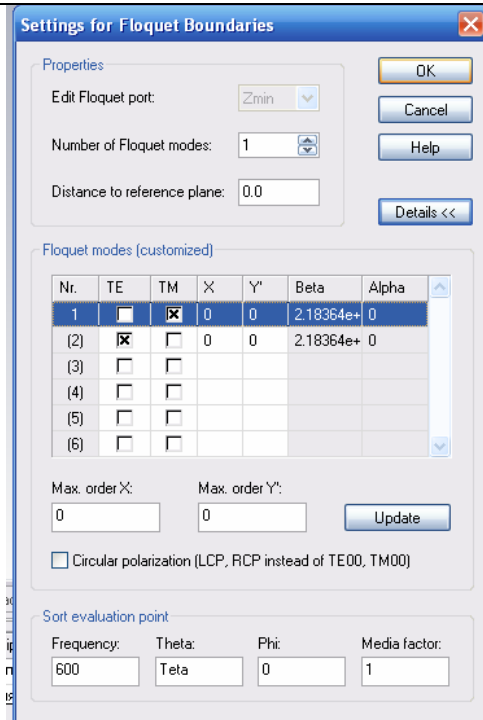 Settings for Floquet Boundaries
Properties
Edit Floquet port: Zmin
Number of Floquet modes: 1
Distance to reference plane: 0.0
OK
Cancel
Help
Details <<
Floquet modes (customized)
Nr. TE TM X Y' Beta Alpha
1 0 0 2.18364e+ 0
(2) 0 0 2.18364e+ 0
(3)
(4)
(5)
(6)
Max. order X: Max. order Y':
0 0 Update
Circular polarization (LCP, RCP instead of TE00, TM00)
Sort evaluation point
Frequency: Theta: Phi: Media factor:
600 Teta 0 1